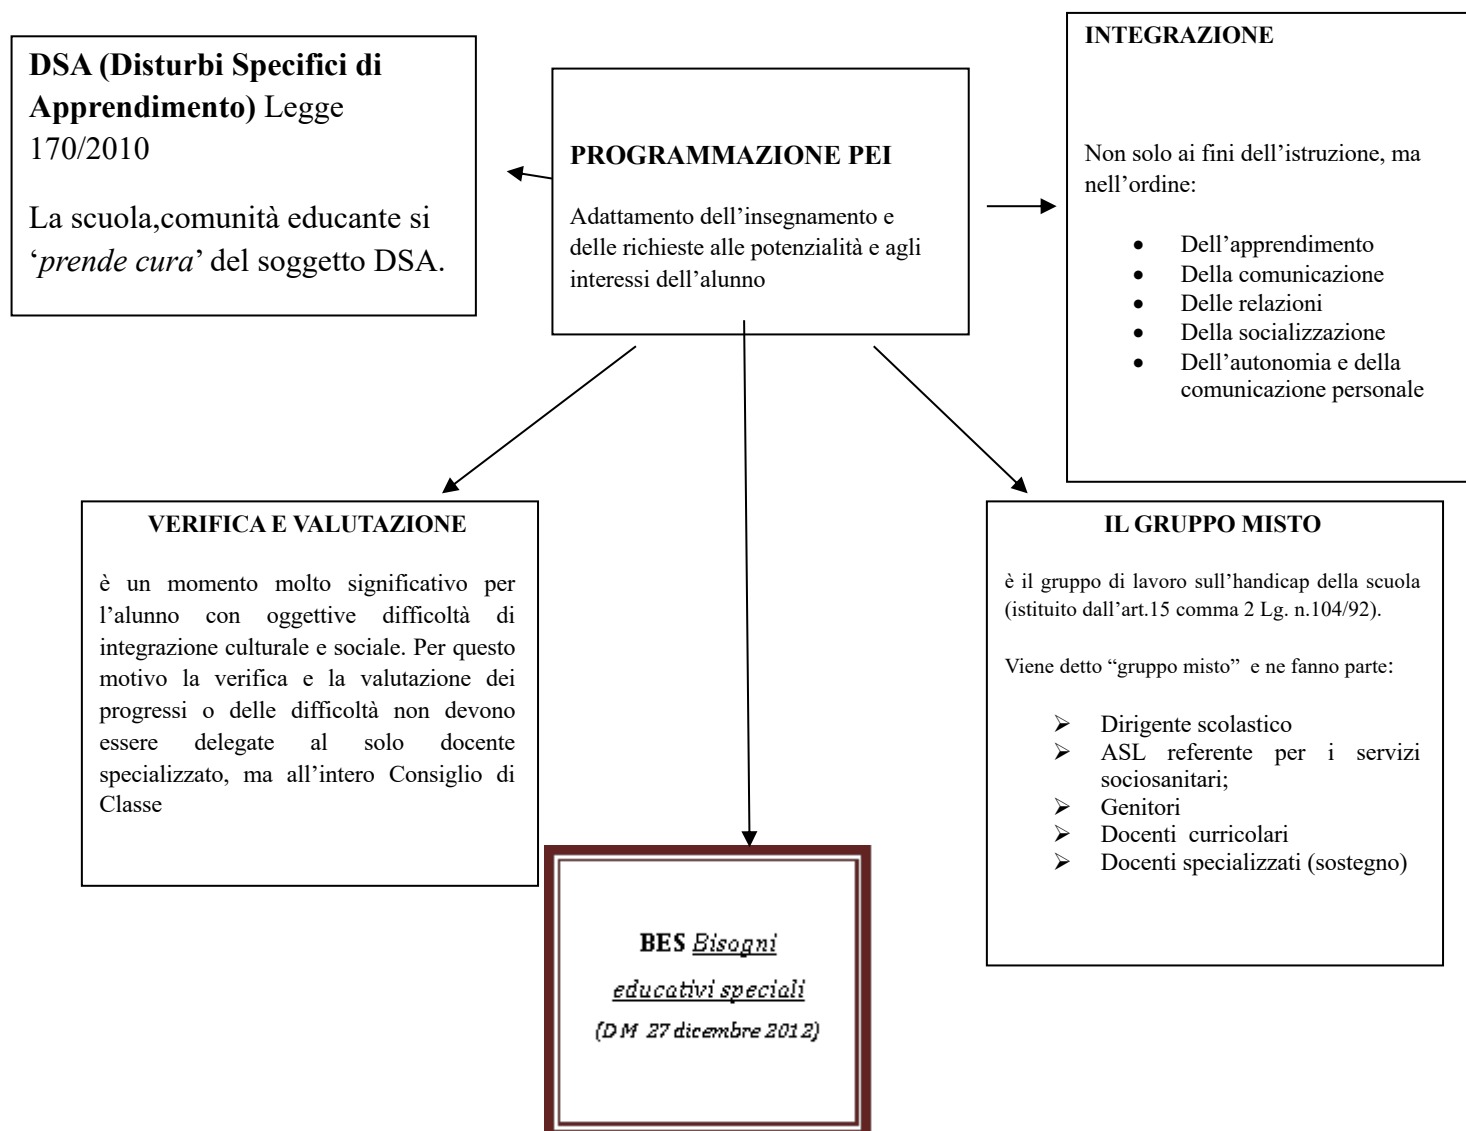 DSA (Disturbi Specifici di
Apprendimento) Legge
170/2010
La scuola,comunità educante si
‘prende cura’ del soggetto DSA.
PROGRAMMAZIONE PEI
Adattamento dell’insegnamento e
delle richieste alle potenzialità e agli
interessi dell’alunno
INTEGRAZIONE
Non solo ai fini dell’istruzione, ma
nell’ordine:
• Dell’apprendimento
• Della comunicazione
• Delle relazioni
• Della socializzazione
• Dell’autonomia e della
comunicazione personale
VERIFICA E VALUTAZIONE
è un momento molto significativo per
l’alunno con oggettive difficoltà di
integrazione culturale e sociale. Per questo
motivo la verifica e la valutazione dei
progressi o delle difficoltà non devono
essere delegate al solo docente
specializzato, ma all’intero Consiglio di
Classe
IL GRUPPO MISTO
è il gruppo di lavoro sull’handicap della scuola
(istituito dall’art.15 comma 2 Lg. n.104/92).
Viene detto “gruppo misto” e ne fanno parte:
➢ Dirigente scolastico
➢ ASL referente per i servizi
sociosanitari;
➢ Genitori
➢ Docenti curricolari
➢ Docenti specializzati (sostegno)
BES Bisogni
educativi speciali
(DM 27 dicembre 2012)